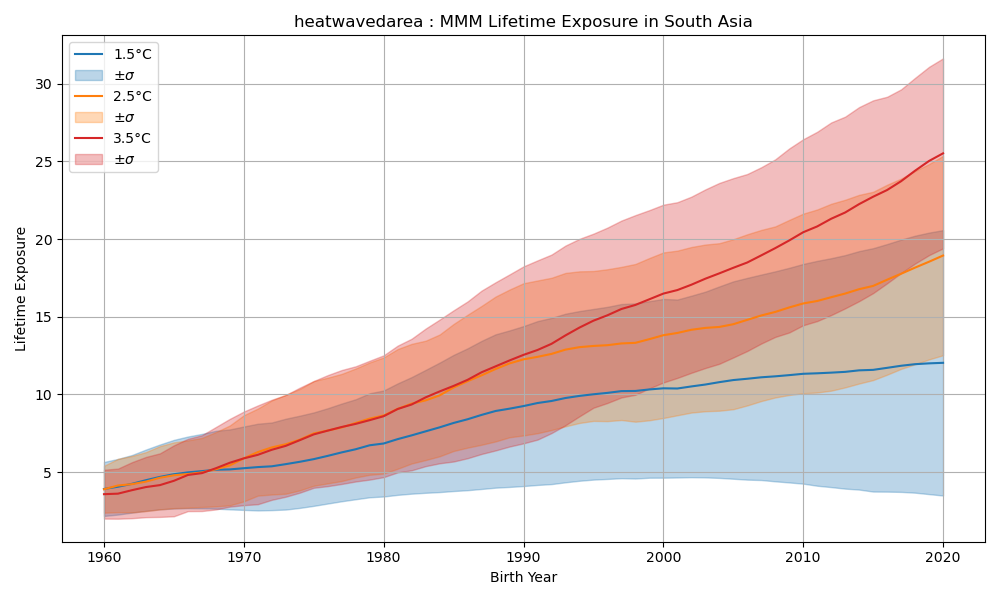 heatwavedarea : MMM Lifetime Exposure in South Asia
1.5°C
±σ
2.5°C
±σ
3.5°C
±σ
30
25
20
15
10
5
Lifetime Exposure
1960 1970 1980 1990 2000 2010 2020
Birth Year